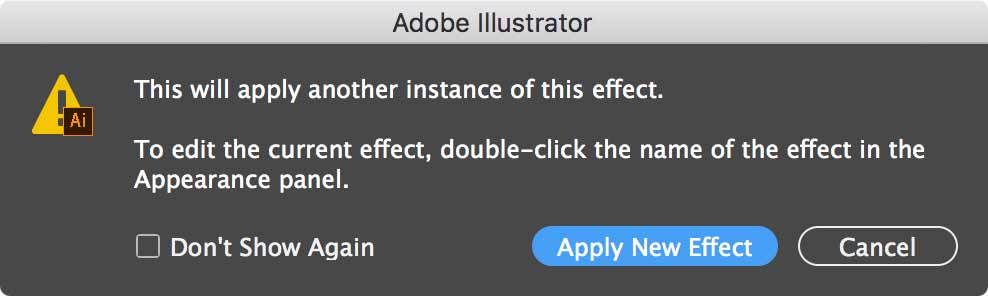 Adobe Illustrator
This will apply another instance of this effect.
To edit the current effect, double-click the name of the effect in the
Appearance panel.
Ai
Don't Show Again
Apply New Effect
Cancel